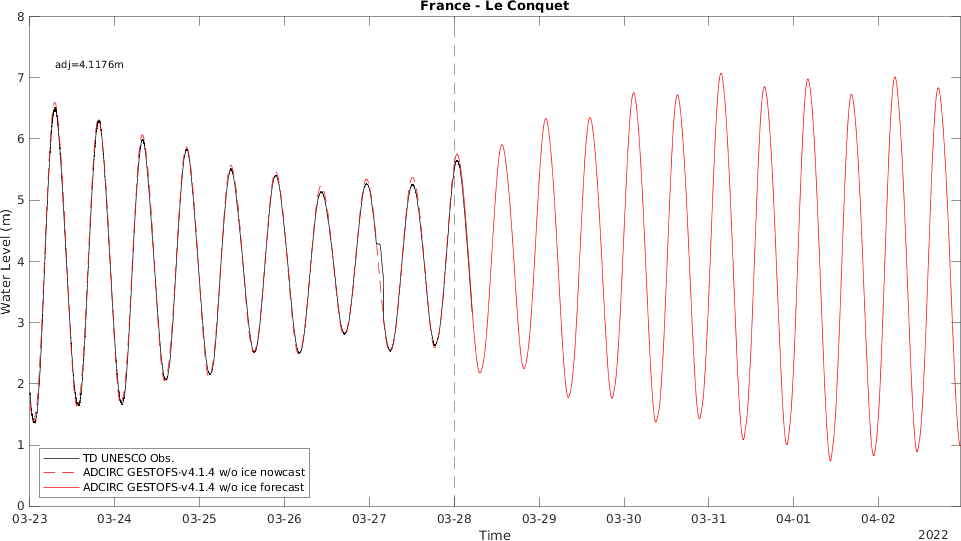 France - Le Conquet
8
adj=4.1176m
7
6
5
4
3
2
1
0
Water Level (m)
TD UNESCO Obs.
ADCIRC GESTOFS-v4.1.4 w/o ice nowcast
ADCIRC GESTOFS-v4.1.4 w/o ice forecast
03-23 03-24 03-25 03-26 03-27 03-28 03-29 03-30 03-31 04-01 04-02
Time
2022